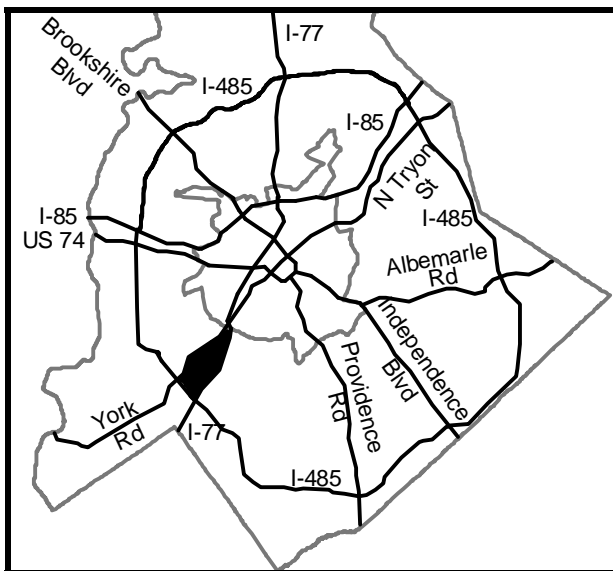 I-77
Brookshire
Blvd
I-485
I-85
N Tryon
St
I-85
US 74
I-485
Albemarle
Rd
Independence
Blvd
Providence
Rd
York
Rd
I-77
I-485